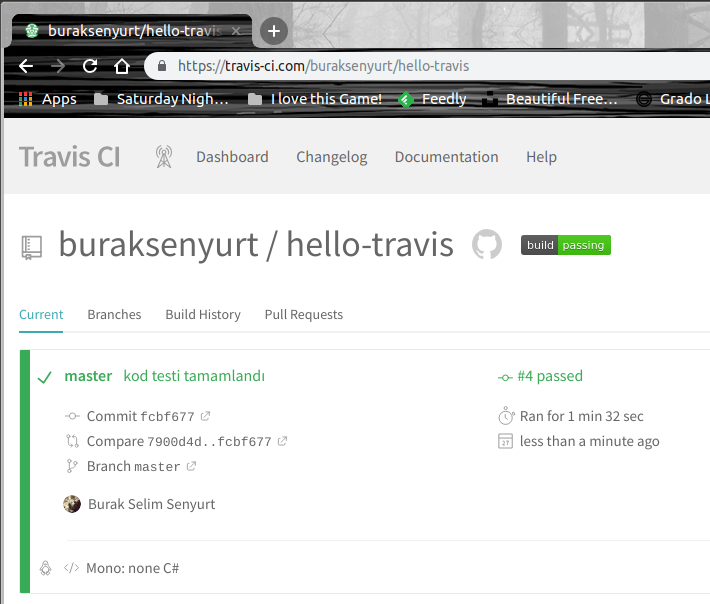 buraksenyurt/hello-travis
https://travis-ci.com/buraksenyurt/hello-travis
Apps Saturday Nigh… I love this Game! Feedly Beautiful Free… Grado L
Travis CI Dashboard Changelog Documentation Help
buraksenyurt / hello-travis build passing
Current Branches Build History Pull Requests
master kod testi tamamlandı #4 passed
Commit fcbf677 Ran for 1 min 32 sec
Compare 7900d4d..fcbf677 27 less than a minute ago
Branch master
Burak Selim Senyurt
</> Mono: none C#